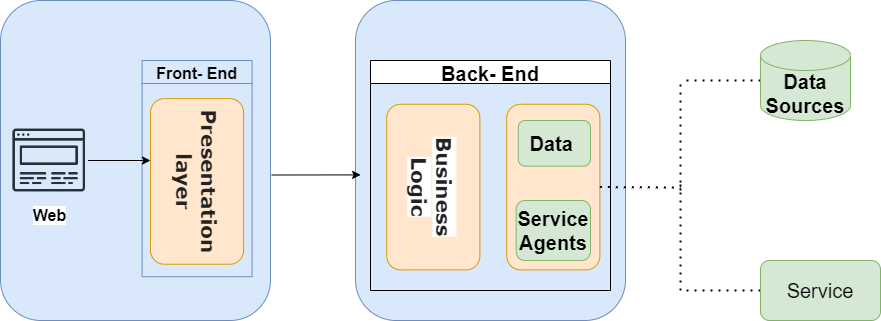 Web
Front- End
Presentation
layer
Back- End
Business
Logic
Data
Service
Agents
Data
Sources
Service